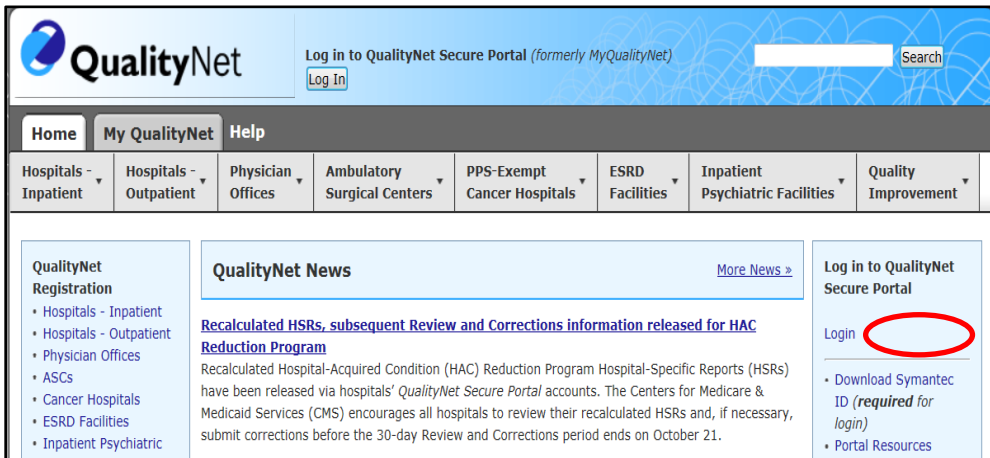 QualityNet
Log in to QualityNet Secure Portal (formerly MyQualityNet)
Log In
Search
Home
My QualityNet
Help
Hospitals -
Inpatient
Hospitals -
Outpatient
Physician
Offices
Ambulatory
Surgical Centers
PPS-Exempt
Cancer Hospitals
ESRD
Facilities
Inpatient
Psychiatric Facilities
Quality
Improvement
QualityNet
Registration
• Hospitals - Inpatient
• Hospitals - Outpatient
• Physician Offices
• ASCs
• Cancer Hospitals
• ESRD Facilities
• Inpatient Psychiatric
QualityNet News
More News »
Recalculated HSRs, subsequent Review and Corrections information released for HAC
Reduction Program
Recalculated Hospital-Acquired Condition (HAC) Reduction Program Hospital-Specific Reports (HSRs)
have been released via hospitals' QualityNet Secure Portal accounts. The Centers for Medicare &
Medicaid Services (CMS) encourages all hospitals to review their recalculated HSRs and, if necessary,
submit corrections before the 30-day Review and Corrections period ends on October 21.
Log in to QualityNet
Secure Portal
Login
• Download Symantec
ID (required for
login)
• Portal Resources